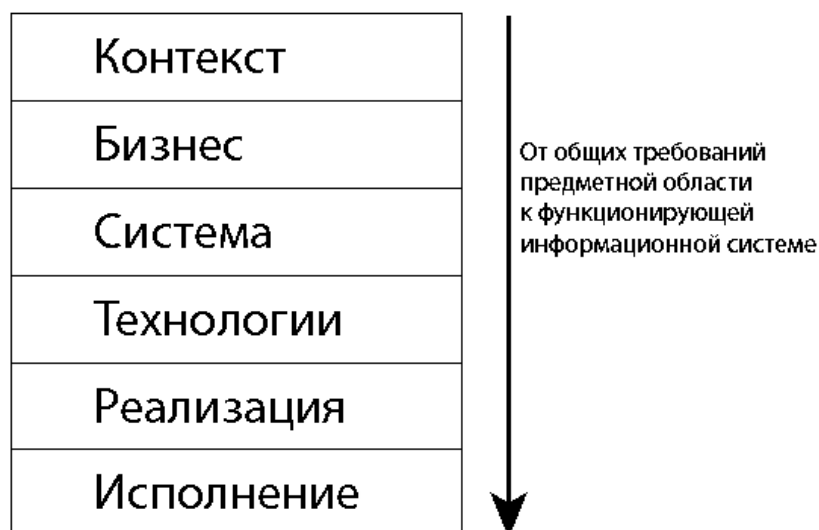 Контекст
Бизнес
Система
Технологии
Реализация
Исполнение
От общих требований
предметной области
к функционирующей
информационной системе